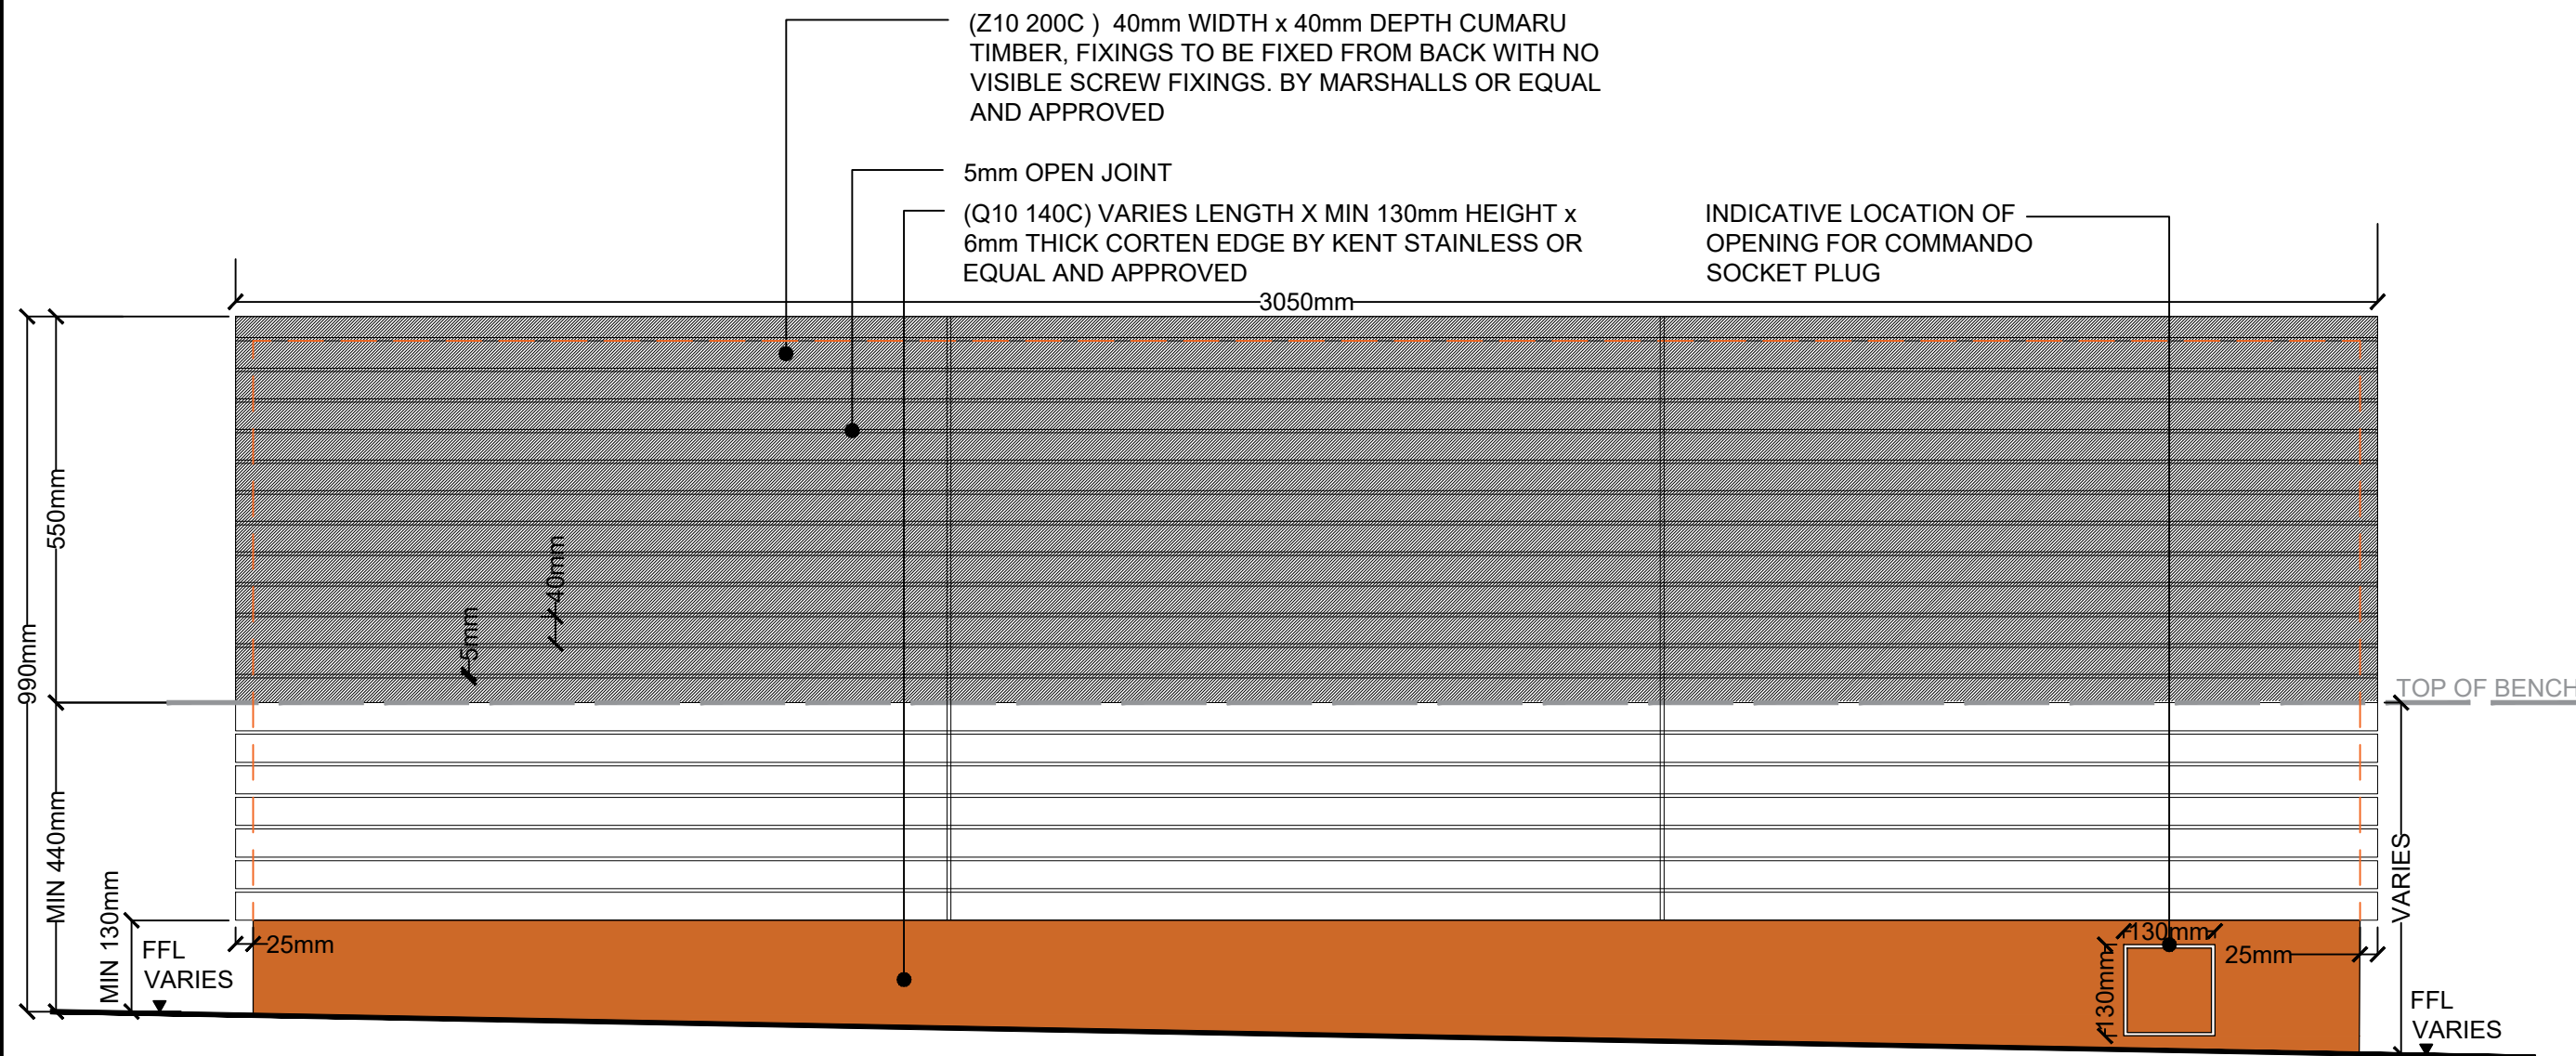 (Z10 200C ) 40mm WIDTH x 40mm DEPTH CUMARU
TIMBER, FIXINGS TO BE FIXED FROM BACK WITH NO
VISIBLE SCREW FIXINGS. BY MARSHALLS OR EQUAL
AND APPROVED
5mm OPEN JOINT
(Q10 140C) VARIES LENGTH X MIN 130mm HEIGHT x
6mm THICK CORTEN EDGE BY KENT STAINLESS OR
EQUAL AND APPROVED
INDICATIVE LOCATION OF
OPENING FOR COMMANDO
SOCKET PLUG
3050mm
550mm
990mm
40mm
5mm
TOP OF BENCH
MIN 440mm
MIN 130mm
VARIES
25mm
130mm
130mm
25mm
FFL
VARIES
FFL
VARIES